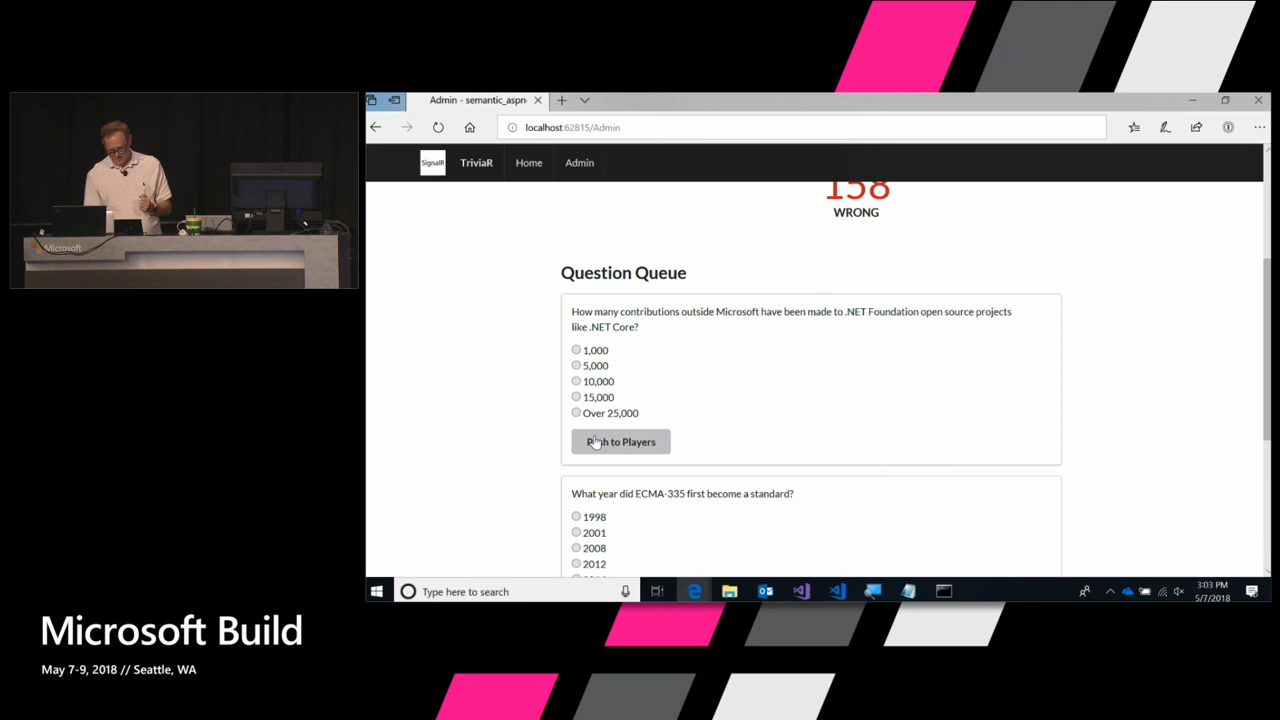 Admin - semantic_aspn
localhost:62815/Admin
SignalR
TriviaR
Home
Admin
158
WRONG
Question Queue
How many contributions outside Microsoft have been made to .NET Foundation open source projects
like .NET Core?
1,000
5,000
10,000
15,000
Over 25,000
Push to Players
What year did ECMA-335 first become a standard?
1998
2001
2008
2012
Type here to search
3:03 PM
5/7/2018
Microsoft
Microsoft Build
May 7-9, 2018 // Seattle, WA